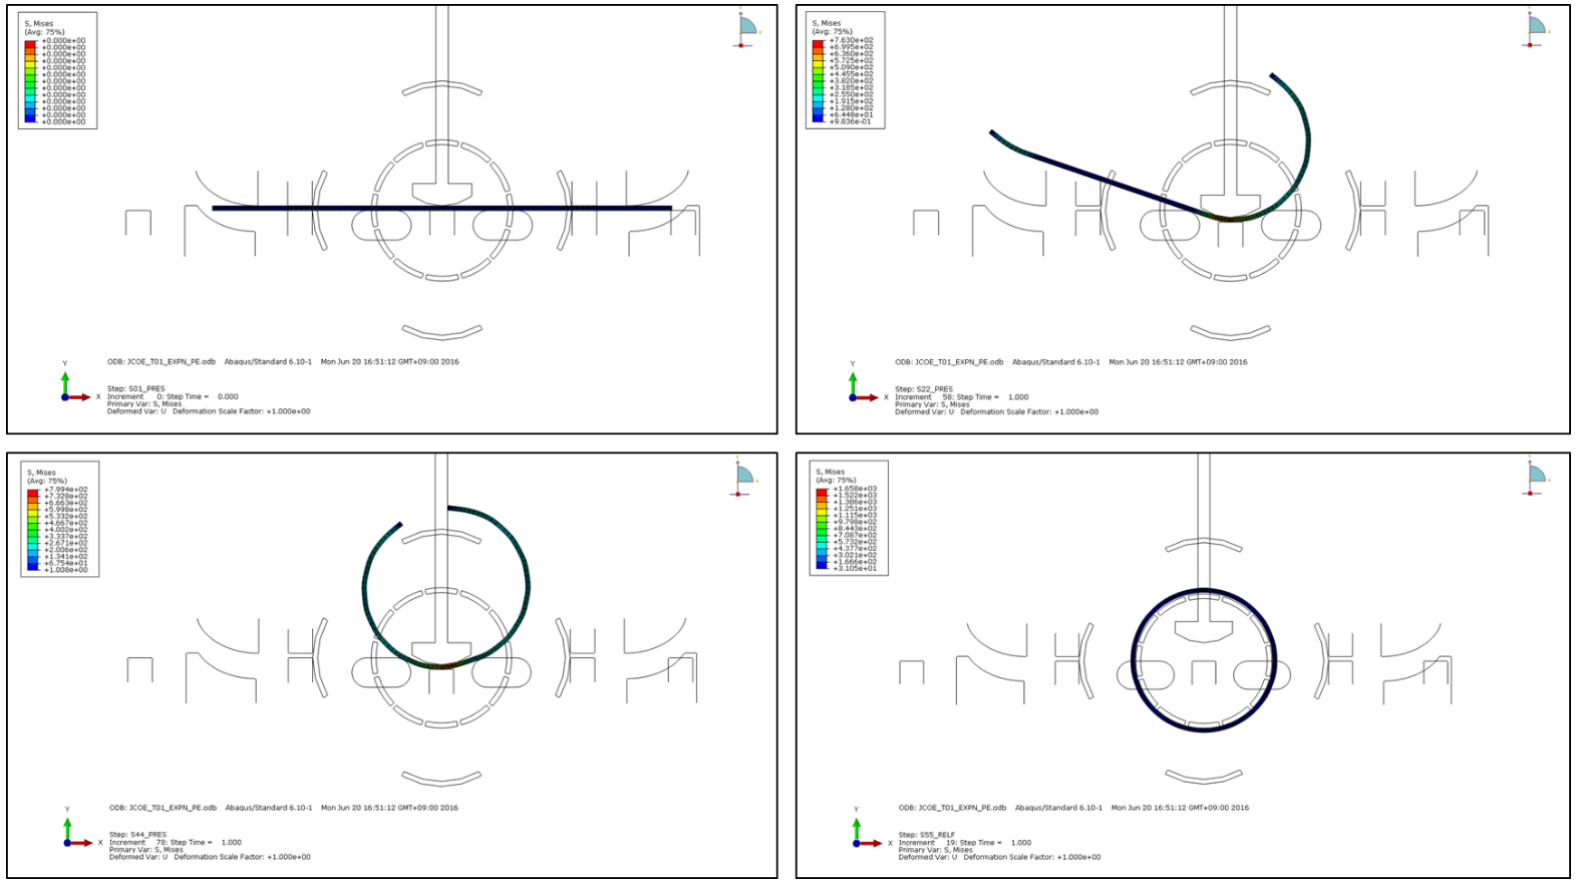 S, Mises
(Avg: 75%)
+0.000e+00
+0.000e+00
+0.000e+00
+0.000e+00
+0.000e+00
+0.000e+00
+0.000e+00
+0.000e+00
+0.000e+00
+0.000e+00
+0.000e+00
+0.000e+00
+0.000e+00
ODB: JCOE_T01_EXPN_PE.odb Abaqus/Standard 6.10-1 Mon Jun 20 16:51:12 GMT+09:00 2016
Y
X
Step: S01_PRES
Increment 0: Step Time = 0.000
Primary Var: S, Mises
Deformed Var: U Deformation Scale Factor: +1.000e+00
S, Mises
(Avg: 75%)
+7.630e+02
+6.995e+02
+6.360e+02
+5.725e+02
+5.090e+02
+4.455e+02
+3.820e+02
+3.185e+02
+2.550e+02
+1.915e+02
+1.280e+02
+6.448e+01
+9.836e-01
ODB: JCOE_T01_EXPN_PE.odb Abaqus/Standard 6.10-1 Mon Jun 20 16:51:12 GMT+09:00 2016
Y
X
Step: S22_PRES
Increment 58: Step Time = 1.000
Primary Var: S, Mises
Deformed Var: U Deformation Scale Factor: +1.000e+00
S, Mises
(Avg: 75%)
+7.994e+02
+7.328e+02
+6.663e+02
+5.998e+02
+5.332e+02
+4.667e+02
+4.002e+02
+3.337e+02
+2.671e+02
+2.006e+02
+1.341e+02
+6.754e+01
+1.008e+00
ODB: JCOE_T01_EXPN_PE.odb Abaqus/Standard 6.10-1 Mon Jun 20 16:51:12 GMT+09:00 2016
Y
X
Step: S44_PRES
Increment 78: Step Time = 1.000
Primary Var: S, Mises
Deformed Var: U Deformation Scale Factor: +1.000e+00
S, Mises
(Avg: 75%)
+1.658e+03
+1.522e+03
+1.386e+03
+1.251e+03
+1.115e+03
+9.798e+02
+8.443e+02
+7.087e+02
+5.732e+02
+4.377e+02
+3.021e+02
+1.666e+02
+3.105e+01
ODB: JCOE_T01_EXPN_PE.odb Abaqus/Standard 6.10-1 Mon Jun 20 16:51:12 GMT+09:00 2016
Y
X
Step: S55_RELF
Increment 19: Step Time = 1.000
Primary Var: S, Mises
Deformed Var: U Deformation Scale Factor: +1.000e+00